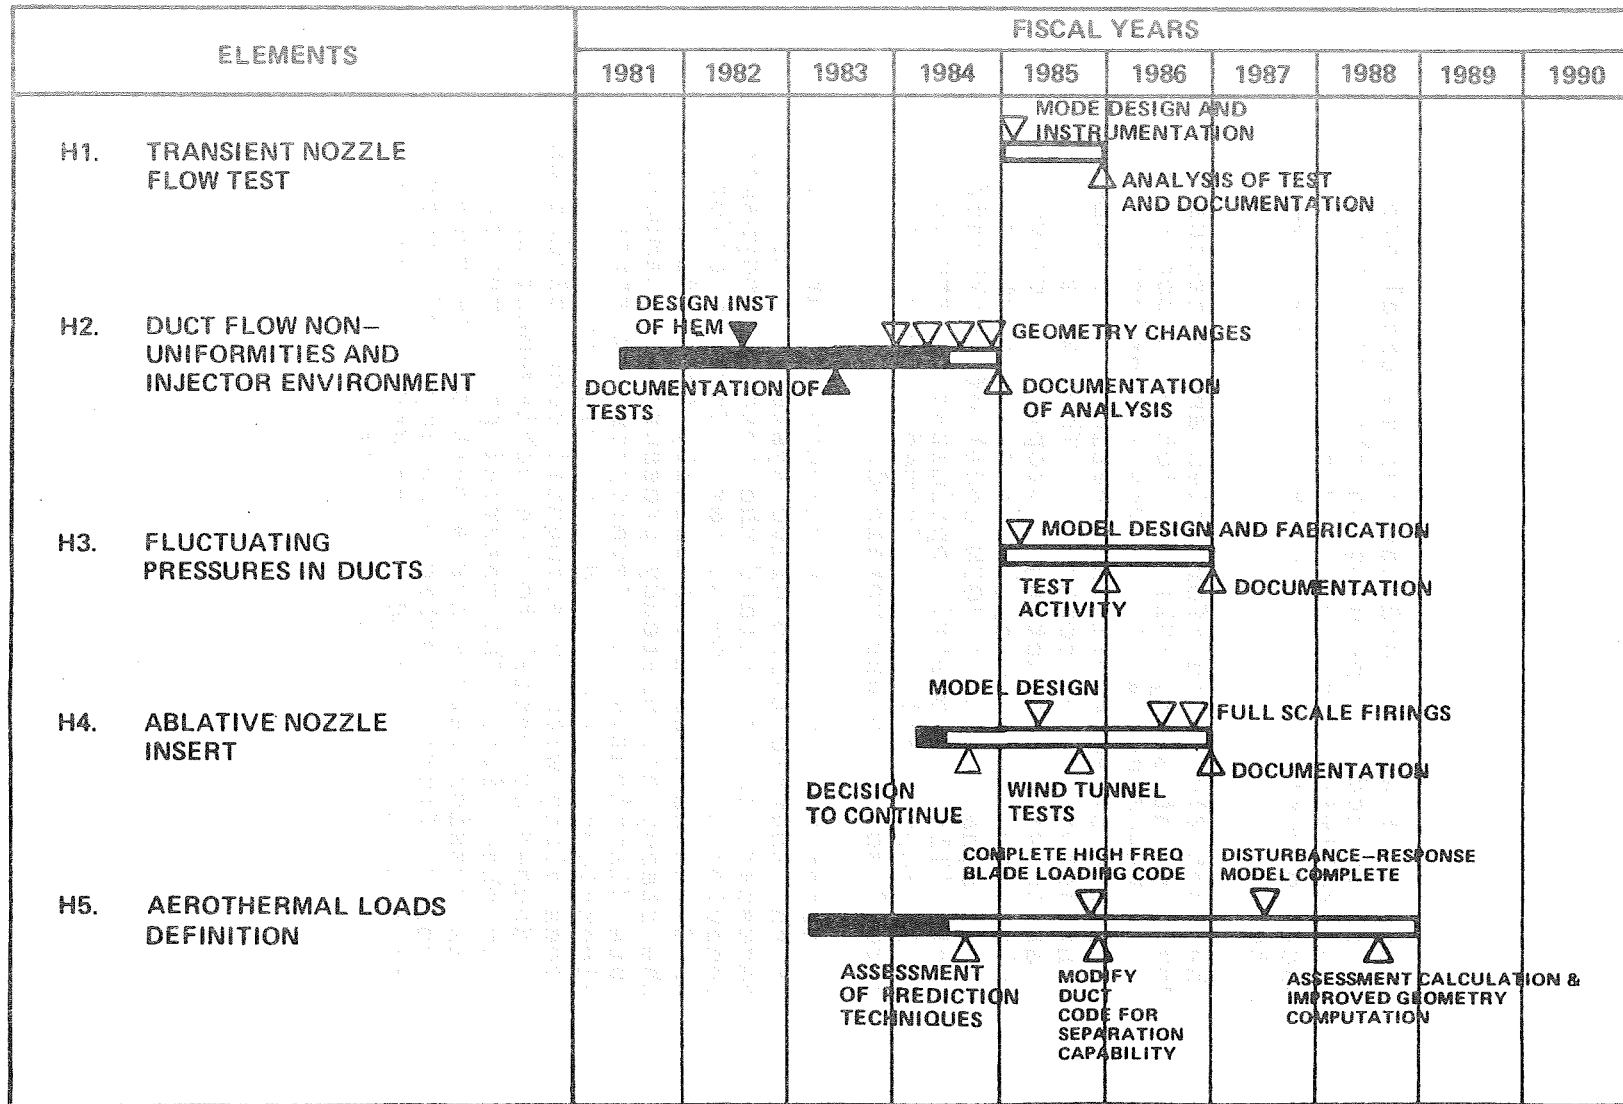 ELEMENTS
FISCAL YEARS
1981 1982 1983 1984 1985 1986 1987 1988 1989 1990
H1. TRANSIENT NOZZLE
FLOW TEST
MODE DESIGN AND
INSTRUMENTATION
ANALYSIS OF TEST
AND DOCUMENTATION
H2. DUCT FLOW NON–
UNIFORMITIES AND
INJECTOR ENVIRONMENT
DESIGN INST
OF HEM
GEOMETRY CHANGES
DOCUMENTATION OF
TESTS
DOCUMENTATION
OF ANALYSIS
H3. FLUCTUATING
PRESSURES IN DUCTS
MODEL DESIGN AND FABRICATION
TEST
ACTIVITY
DOCUMENTATION
H4. ABLATIVE NOZZLE
INSERT
MODEL DESIGN
FULL SCALE FIRINGS
DECISION
TO CONTINUE
WIND TUNNEL
TESTS
DOCUMENTATION
H5. AEROTHERMAL LOADS
DEFINITION
COMPLETE HIGH FREQ
BLADE LOADING CODE
DISTURBANCE–RESPONSE
MODEL COMPLETE
ASSESSMENT
OF PREDICTION
TECHNIQUES
MODIFY
DUCT
CODE FOR
SEPARATION
CAPABILITY
ASSESSMENT CALCULATION &
IMPROVED GEOMETRY
COMPUTATION